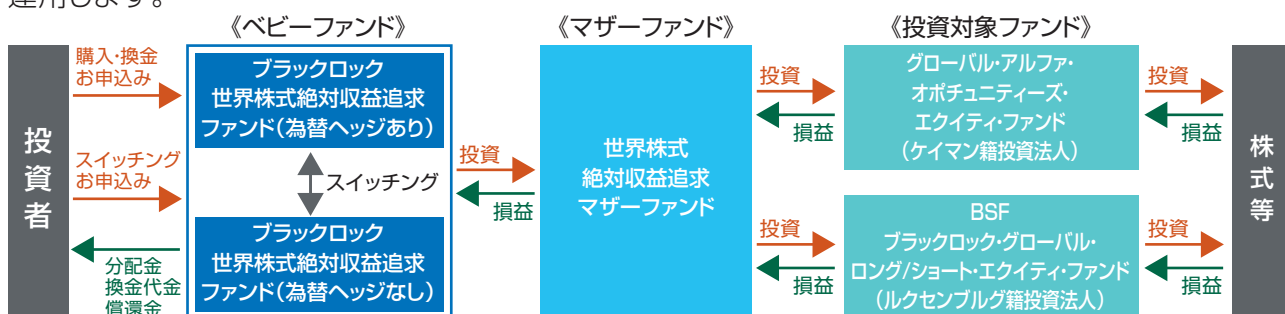 運用します。
《ベビーファンド》
《マザーファンド》
《投資対象ファンド》
投資者
購入・換金
お申込み
スイッチング
お申込み
分配金
換金代金
償還金
ブラックロック
世界株式絶対収益追求
ファンド(為替ヘッジあり)
スイッチング
ブラックロック
世界株式絶対収益追求
ファンド(為替ヘッジなし)
投資
損益
世界株式
絶対収益追求
マザーファンド
投資
損益
投資
損益
グローバル・アルファ・
オポチュニティーズ・
エクイティ・ファンド
(ケイマン籍投資法人)
BSF
ブラックロック・グローバル・
ロング/ショート・エクイティ・ファンド
(ルクセンブルグ籍投資法人)
投資
損益
投資
損益
株式等